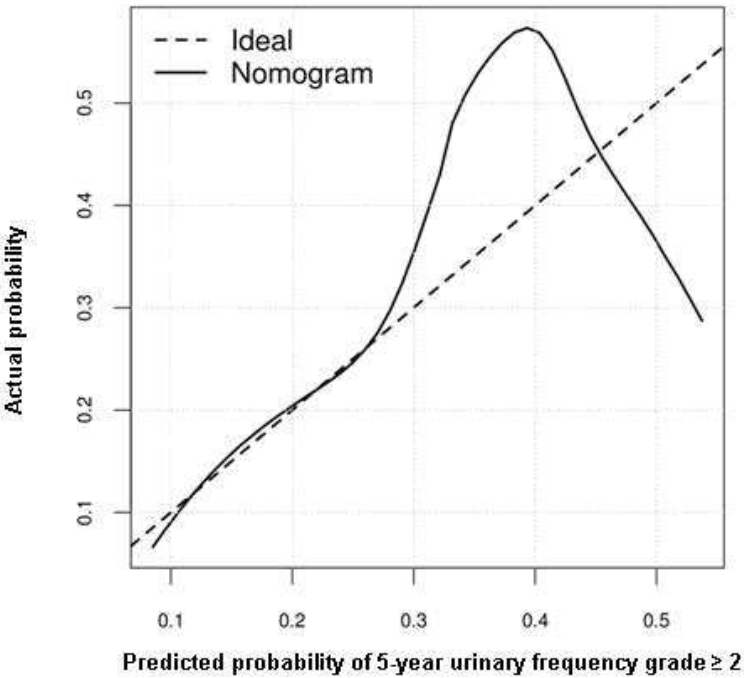 Ideal
Nomogram
Actual probability
0.5
0.4
0.3
0.2
0.1
0.1 0.2 0.3 0.4 0.5
Predicted probability of 5-year urinary frequency grade ≥ 2